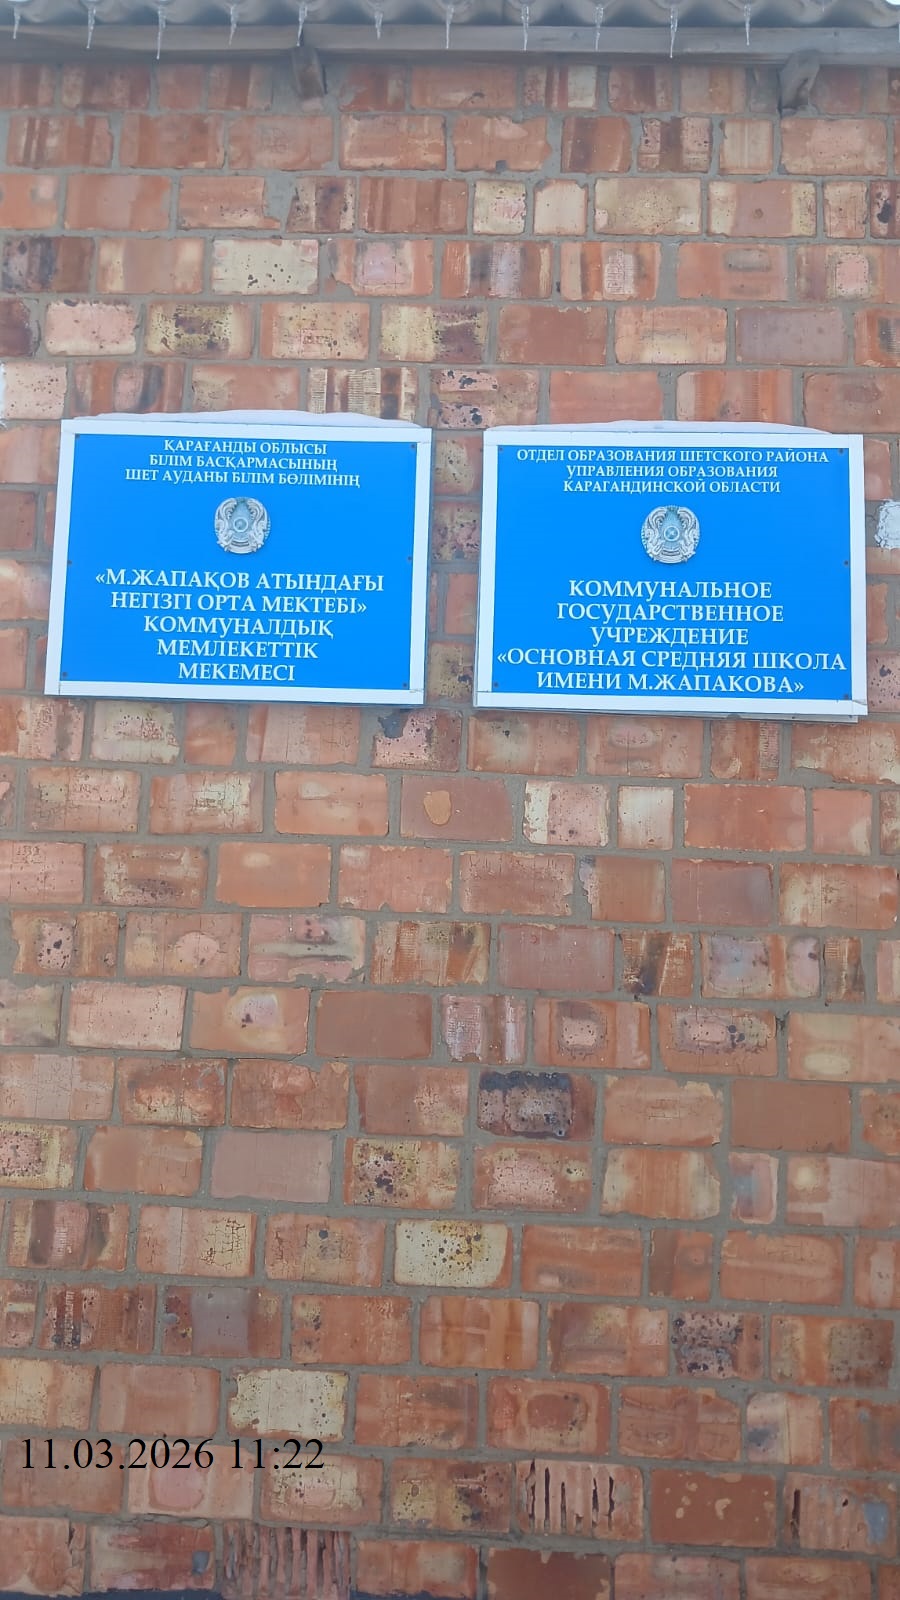 ҚАРАҒАНДЫ ОБЛЫСЫ
БІЛІМ БАСҚАРМАСЫНЫҢ
ШЕТ АУДАНЫ БІЛІМ БӨЛІМІНІҢ
«М.ЖАПАҚОВ АТЫНДАҒЫ
НЕГІЗГІ ОРТА МЕКТЕБІ»
КОММУНАЛДЫҚ
МЕМЛЕКЕТТІК
МЕКЕМЕСІ
ОТДЕЛ ОБРАЗОВАНИЯ ШЕТСКОГО РАЙОНА
УПРАВЛЕНИЯ ОБРАЗОВАНИЯ
КАРАГАНДИНСКОЙ ОБЛАСТИ
КОММУНАЛЬНОЕ
ГОСУДАРСТВЕННОЕ
УЧРЕЖДЕНИЕ
«ОСНОВНАЯ СРЕДНЯЯ ШКОЛА
ИМЕНИ М.ЖАПАКОВА»
11.03.2026 11:22